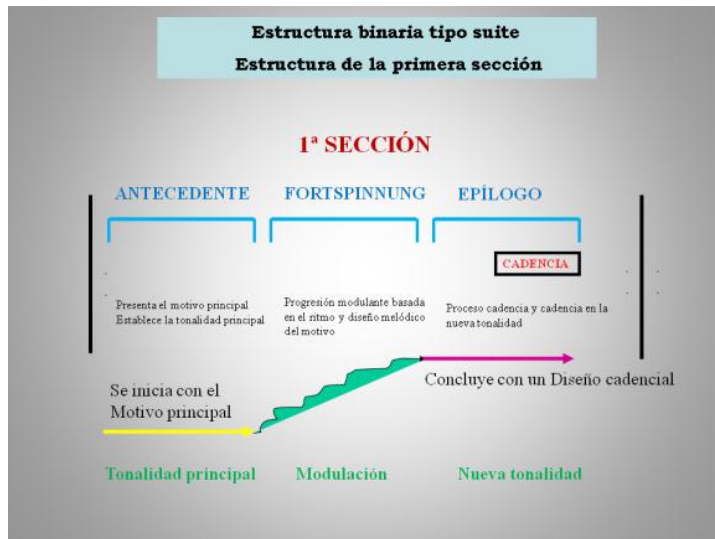 Estructura binaria tipo suite
Estructura de la primera sección
1ª SECCIÓN
ANTECEDENTE
FORTSPINNUNG
EPÍLOGO
CADENCIA
Presenta el motivo principal
Establece la tonalidad principal
Progresión modulante basada
en el ritmo y diseño melódico
del motivo
Proceso cadencia y cadencia en la
nueva tonalidad
Se inicia con el
Motivo principal
Concluye con un Diseño cadencial
Tonalidad principal
Modulación
Nueva tonalidad